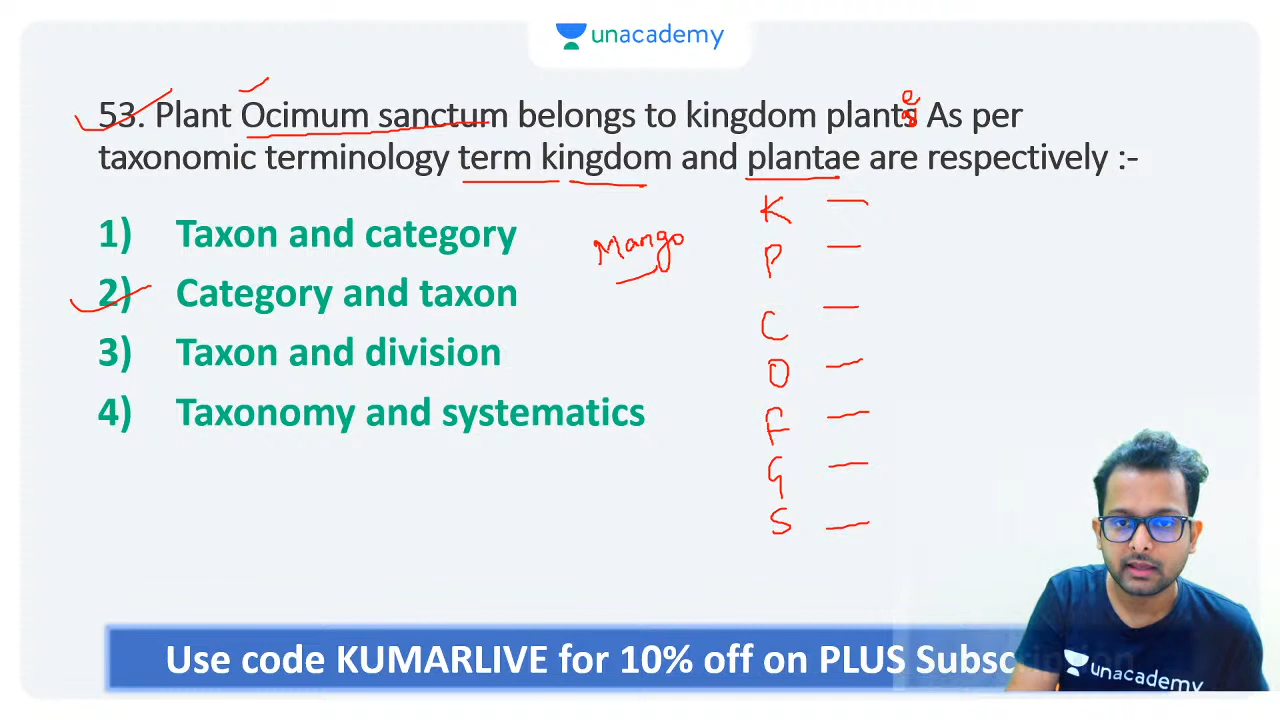 unacademy
53. Plant Ocimum sanctum belongs to kingdom plants As per
taxonomic terminology term kingdom and plantae are respectively :-
1) Taxon and category
2) Category and taxon
3) Taxon and division
4) Taxonomy and systematics
Mango
K
P
C
O
F
G
S
Use code KUMARLIVE for 10% off on PLUS Subscription
unacademy